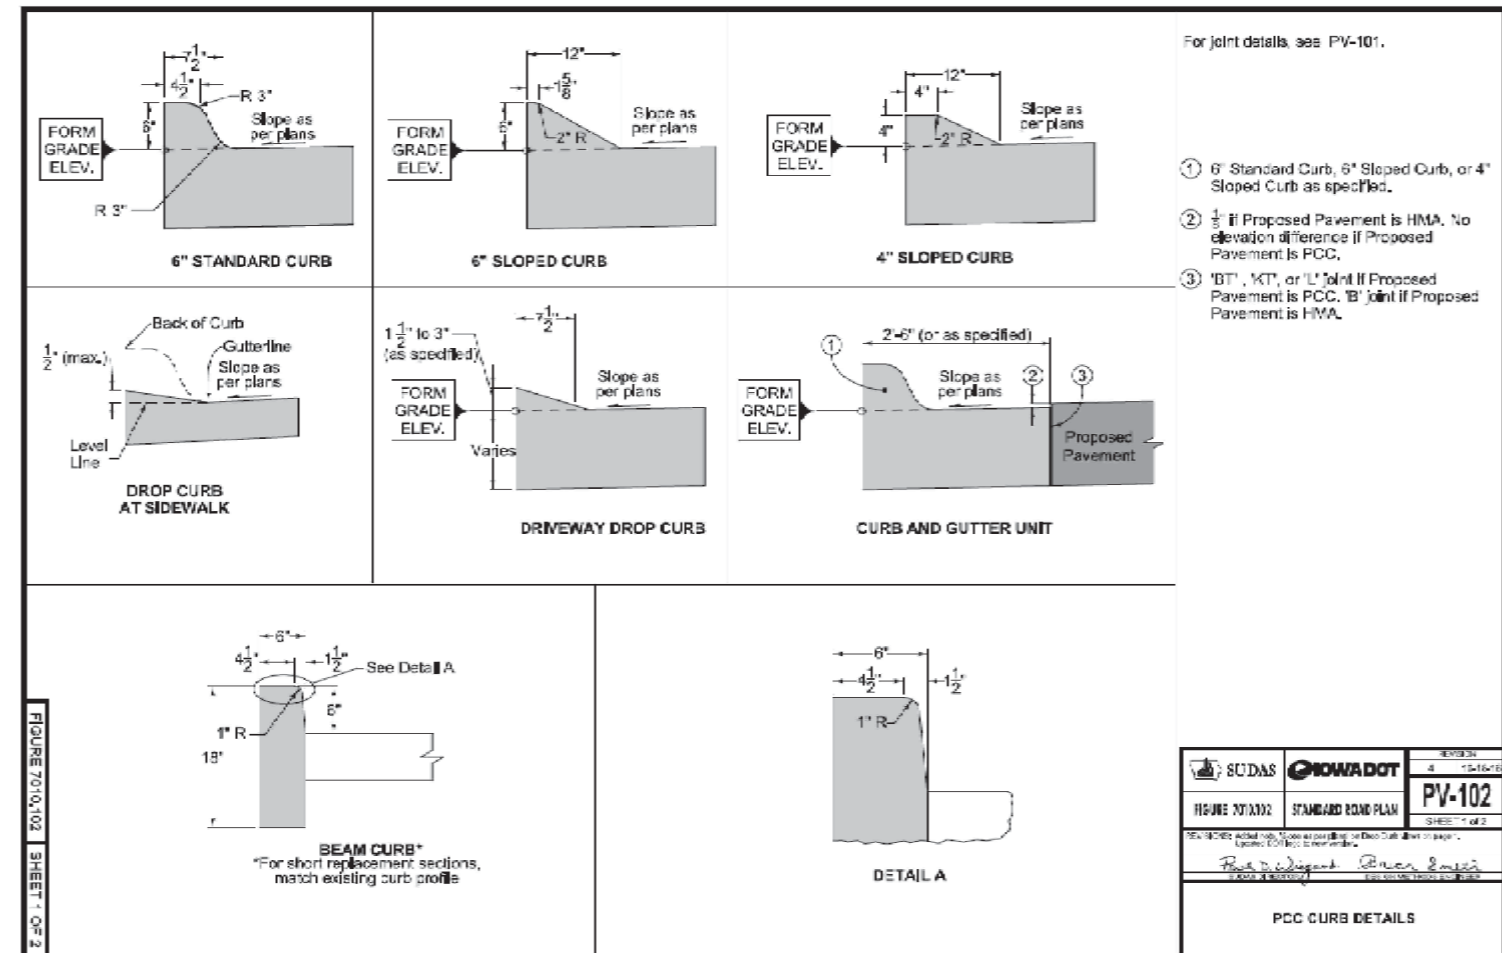 7 1/2"
4 1/2"
R 3"
6"
Slope as
per plans
FORM
GRADE
ELEV.
R 3"
6" STANDARD CURB
12"
1 5/8"
6"
2" R
Slope as
per plans
FORM
GRADE
ELEV.
6" SLOPED CURB
12"
4"
4"
2" R
Slope as
per plans
FORM
GRADE
ELEV.
4" SLOPED CURB
For joint details, see PV-101.
1 6" Standard Curb, 6" Sloped Curb, or 4"
Sloped Curb as specified.
2 if Proposed Pavement is HMA. No
elevation difference if Proposed
Pavement is PCC.
3 'BT', 'KT', or 'L' joint if Proposed
Pavement is PCC. 'B' joint if Proposed
Pavement is HMA.
Back of Curb
1/2" (max.)
Gutterline
Slope as
per plans
Level
Line
DROP CURB
AT SIDEWALK
7 1/2"
1 1/2" to 3"
(as specified)
Slope as
per plans
FORM
GRADE
ELEV.
Varies
DRIVEWAY DROP CURB
2'-6" (or as specified)
1
Slope as
per plans
2
3
FORM
GRADE
ELEV.
Proposed
Pavement
CURB AND GUTTER UNIT
6"
4 1/2"
1 1/2"
See Detail A
6"
1" R
18"
BEAM CURB*
*For short replacement sections,
match existing curb profile
6"
4 1/2"
1 1/2"
1" R
DETAIL A
FIGURE 7010.102
SHEET 1 OF 2
SUDAS
IOWADOT
REVISION
4
FIGURE 7010.102
STANDARD ROAD PLAN
PV-102
SHEET 1 of 2
SUDAS DIRECTOR
DESIGN METHODS ENGINEER
PCC CURB DETAILS